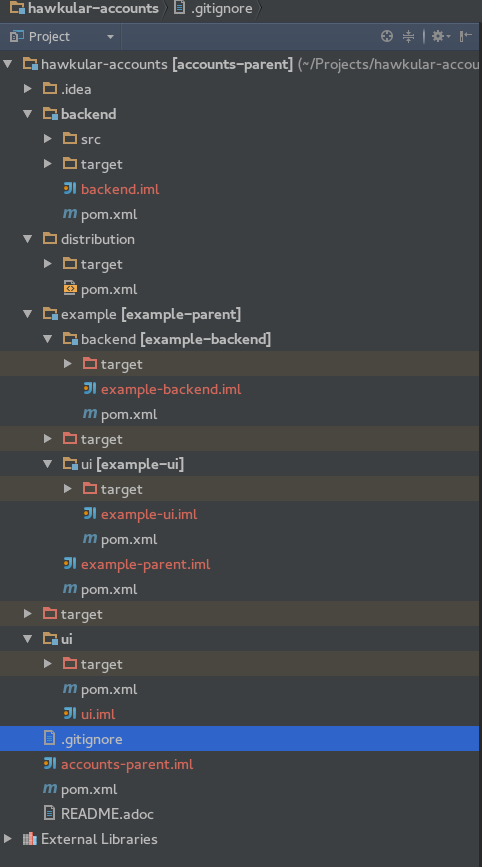 hawkular-accounts .gitignore
Project
hawkular-accounts [accounts-parent] (~/Projects/hawkular-accou
.idea
backend
src
target
backend.iml
pom.xml
distribution
target
pom.xml
example [example-parent]
backend [example-backend]
target
example-backend.iml
pom.xml
target
ui [example-ui]
target
example-ui.iml
pom.xml
example-parent.iml
pom.xml
target
ui
target
pom.xml
ui.iml
.gitignore
accounts-parent.iml
pom.xml
README.adoc
External Libraries